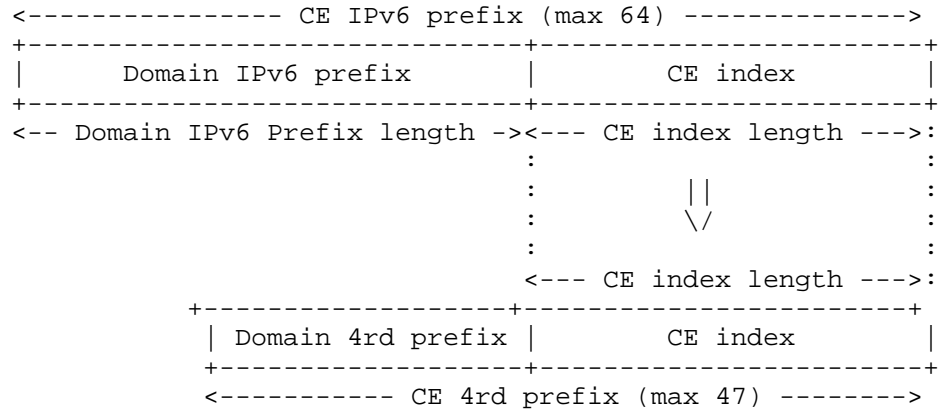 <---------------- CE IPv6 prefix (max 64) -------------->
+-------------------------------+------------------------+
|      Domain IPv6 prefix       |        CE index        |
+-------------------------------+------------------------+
<-- Domain IPv6 Prefix length -><--- CE index length --->:
:                        :
:         ||             :
:         \/             :
:                        :
<--- CE index length --->:
+-------------------+------------------------+
| Domain 4rd prefix |        CE index        |
+-------------------+------------------------+
<----------- CE 4rd prefix (max 47) -------->